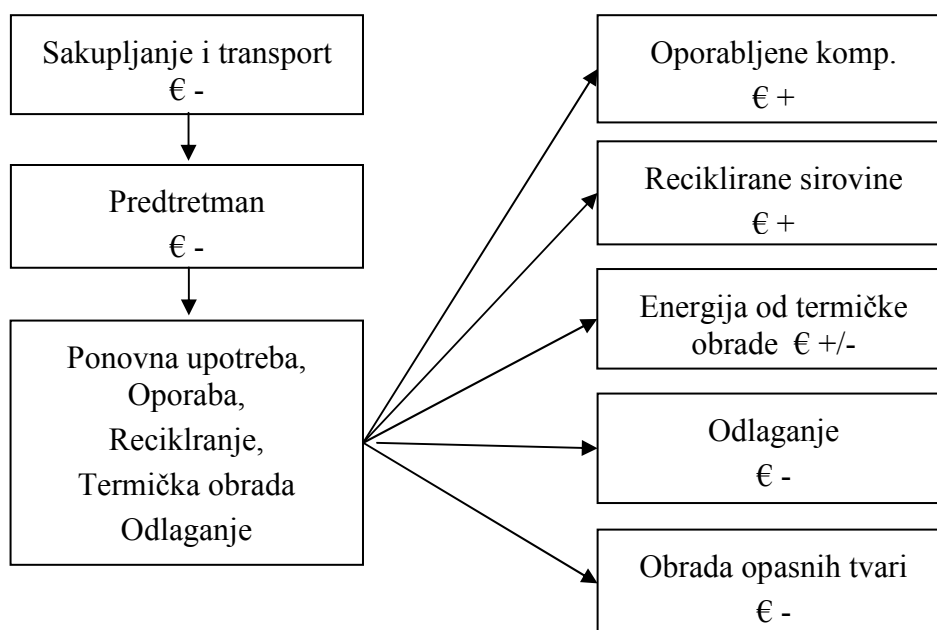 Sakupljanje i transport
€ -
Predtretman
€ -
Ponovna upotreba,
Oporaba,
Reciklranje,
Termička obrada
Odlaganje
Oporabljene komp.
€ +
Reciklirane sirovine
€ +
Energija od termičke
obrade € +/-
Odlaganje
€ -
Obrada opasnih tvari
€ -